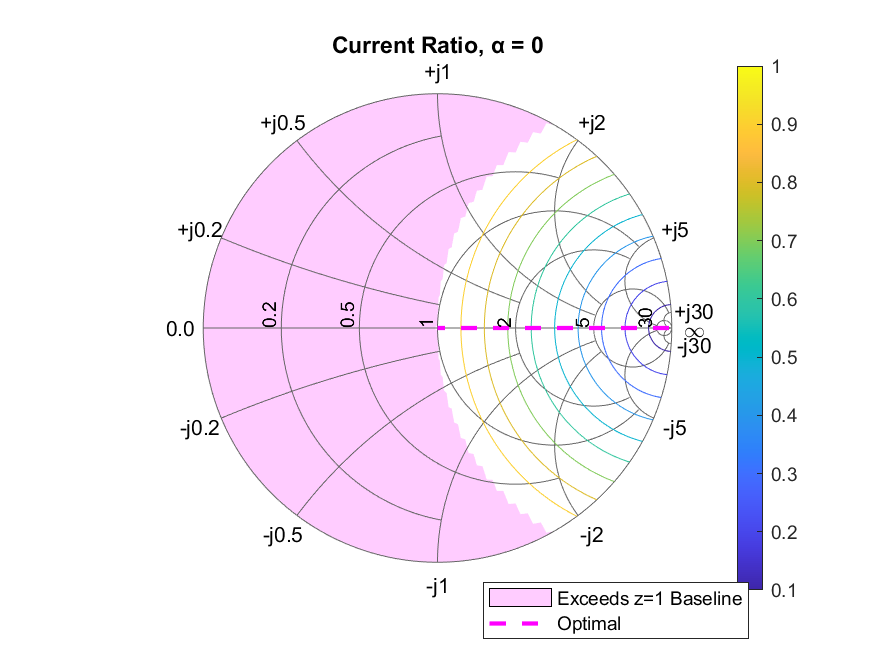 Current Ratio, α = 0
+j1
+j0.5
+j2
+j0.2
+j5
0.0
0.2
0.5
1
2
5
30
+j30
∞
-j30
-j0.2
-j5
-j0.5
-j2
-j1
1
0.9
0.8
0.7
0.6
0.5
0.4
0.3
0.2
0.1
Exceeds z=1 Baseline
Optimal